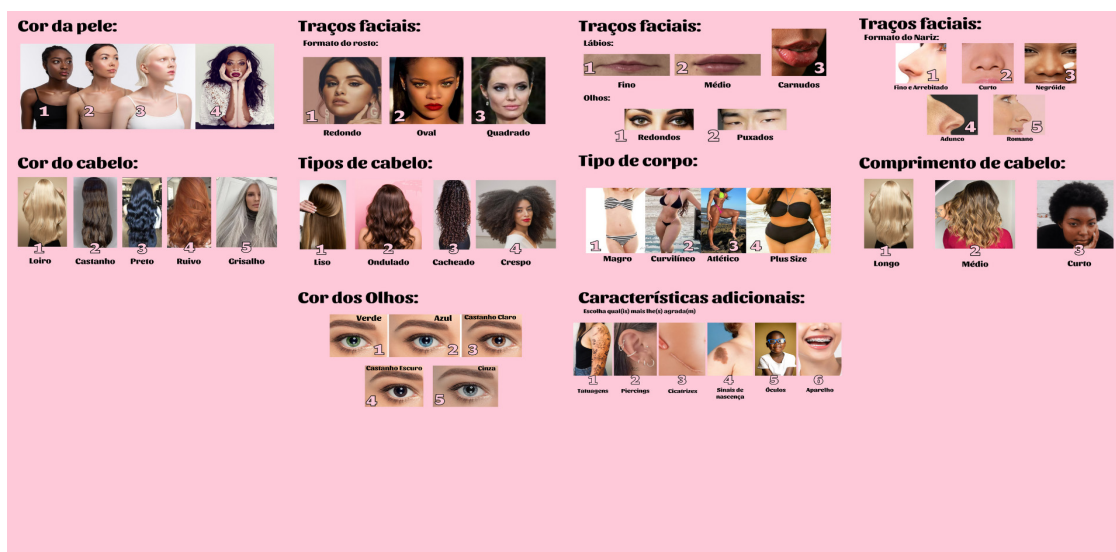 Cor da pele:
1 2 3 4
Traços faciais:
Formato do rosto:
1 2 3
Redondo Oval Quadrado
Traços faciais:
Lábios:
1 2 3
Fino Médio Carnudos
Olhos:
1 Redondos 2 Puxados
Traços faciais:
Formato do Nariz:
1 2 3
Fino e Arrebitado Curto Negróide
4 5
Adunco Romano
Cor do cabelo:
1 2 3 4 5
Loiro Castanho Preto Ruivo Grisalho
Tipos de cabelo:
1 2 3 4
Liso Ondulado Cacheado Crespo
Tipo de corpo:
1 2 3 4
Magro Curvilíneo Atlético Plus Size
Comprimento de cabelo:
1 2 3
Longo Médio Curto
Cor dos Olhos:
Verde Azul Castanho Claro
1 2 3
Castanho Escuro Cinza
4 5
Características adicionais:
Escolha qual(is) mais lhe(s) agrada(m)
1 2 3 4 5 6
Tatuagens Piercings Cicatrizes Sinais de nascença Óculos Aparelho